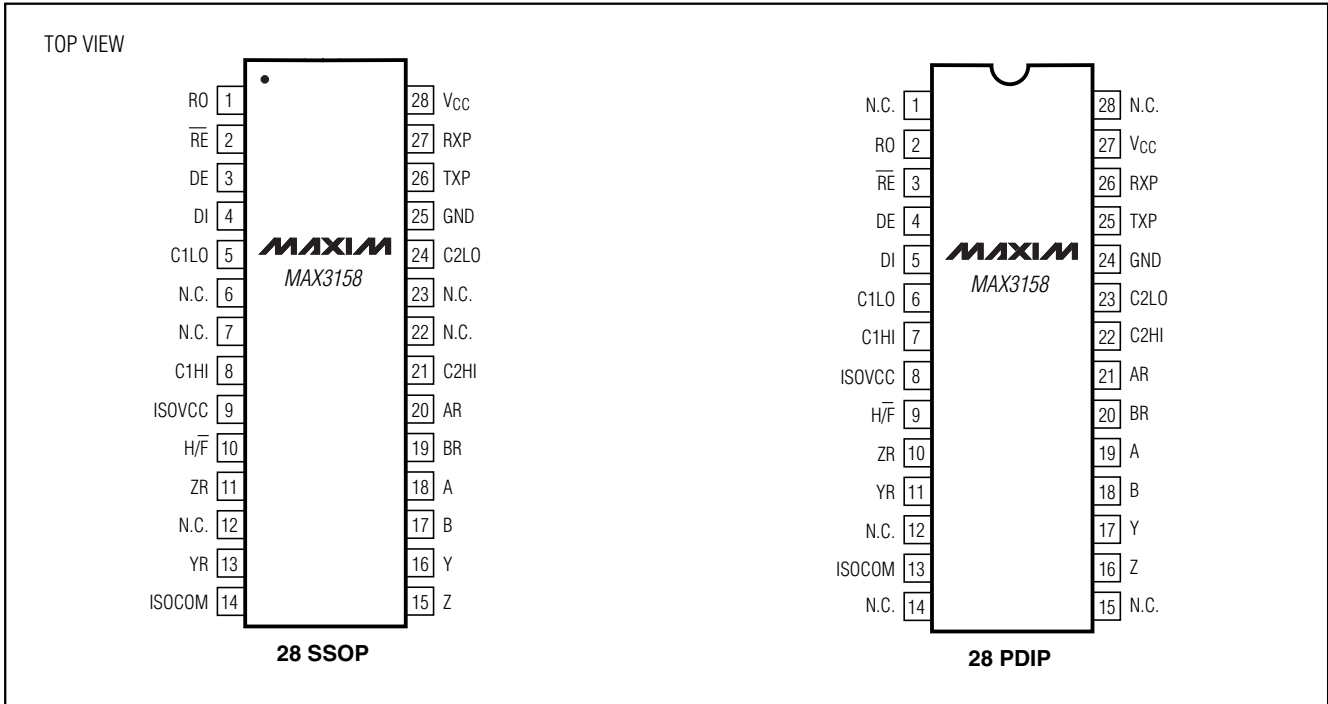 TOP VIEW
RO 1
RE 2
DE 3
DI 4
C1LO 5
N.C. 6
N.C. 7
C1HI 8
ISOVCC 9
H/F 10
ZR 11
N.C. 12
YR 13
ISOCOM 14
28 VCC
27 RXP
26 TXP
25 GND
24 C2LO
23 N.C.
22 N.C.
21 C2HI
20 AR
19 BR
18 A
17 B
16 Y
15 Z
MAXIM
MAX3158
28 SSOP
N.C. 1
RO 2
RE 3
DE 4
DI 5
C1LO 6
C1HI 7
ISOVCC 8
H/F 9
ZR 10
YR 11
N.C. 12
ISOCOM 13
N.C. 14
28 N.C.
27 VCC
26 RXP
25 TXP
24 GND
23 C2LO
22 C2HI
21 AR
20 BR
19 A
18 B
17 Y
16 Z
15 N.C.
MAXIM
MAX3158
28 PDIP